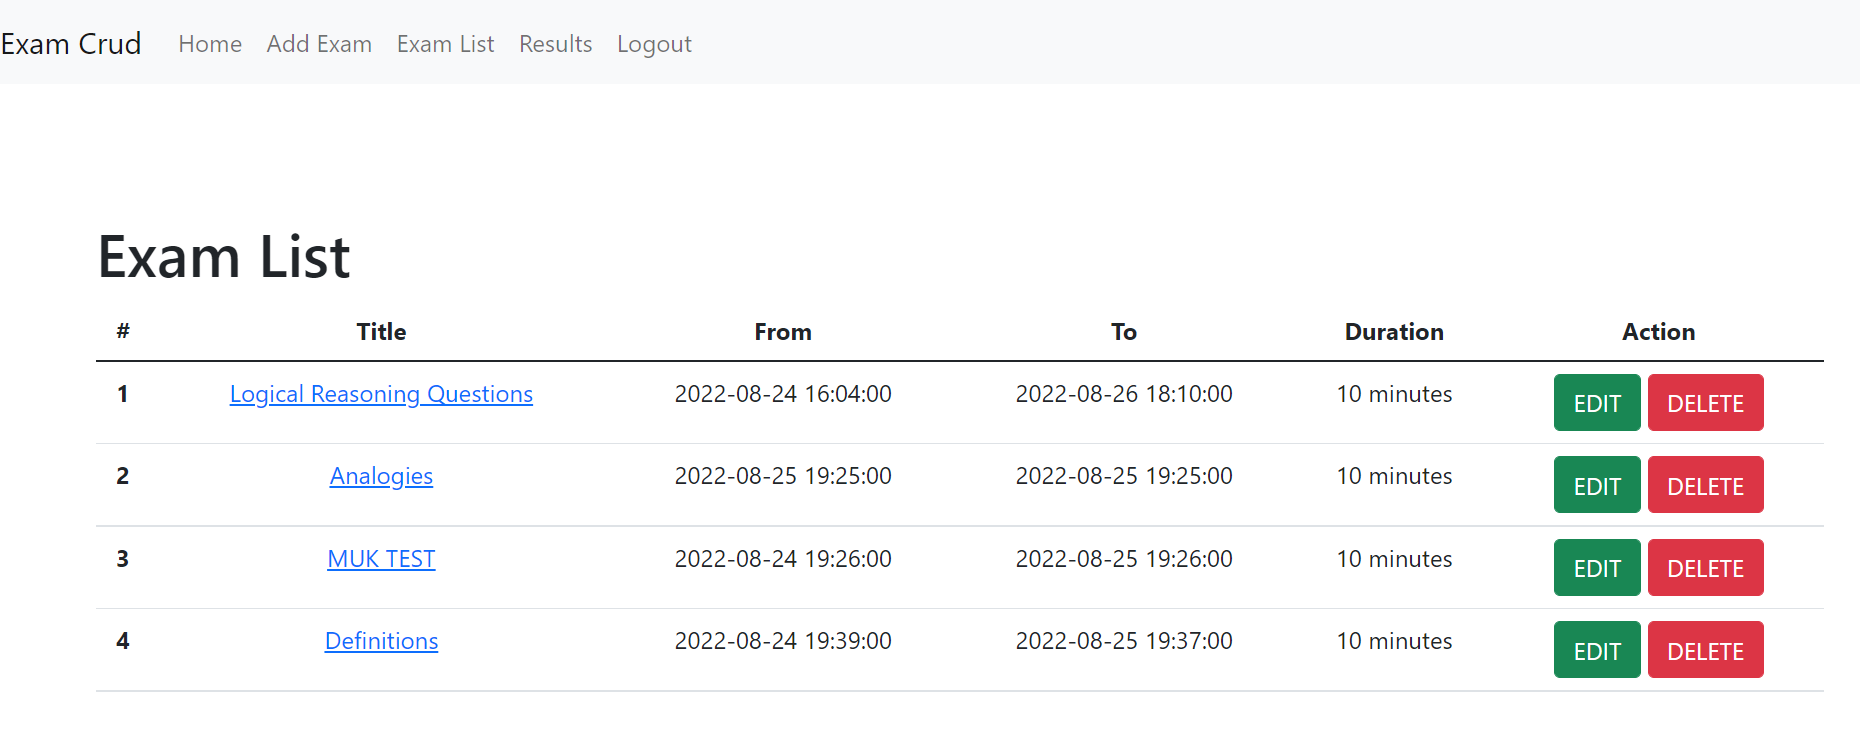 Exam Crud Home Add Exam Exam List Results Logout
Exam List
# Title From To Duration Action
1 Logical Reasoning Questions 2022-08-24 16:04:00 2022-08-26 18:10:00 10 minutes EDIT DELETE
2 Analogies 2022-08-25 19:25:00 2022-08-25 19:25:00 10 minutes EDIT DELETE
3 MUK TEST 2022-08-24 19:26:00 2022-08-25 19:26:00 10 minutes EDIT DELETE
4 Definitions 2022-08-24 19:39:00 2022-08-25 19:37:00 10 minutes EDIT DELETE